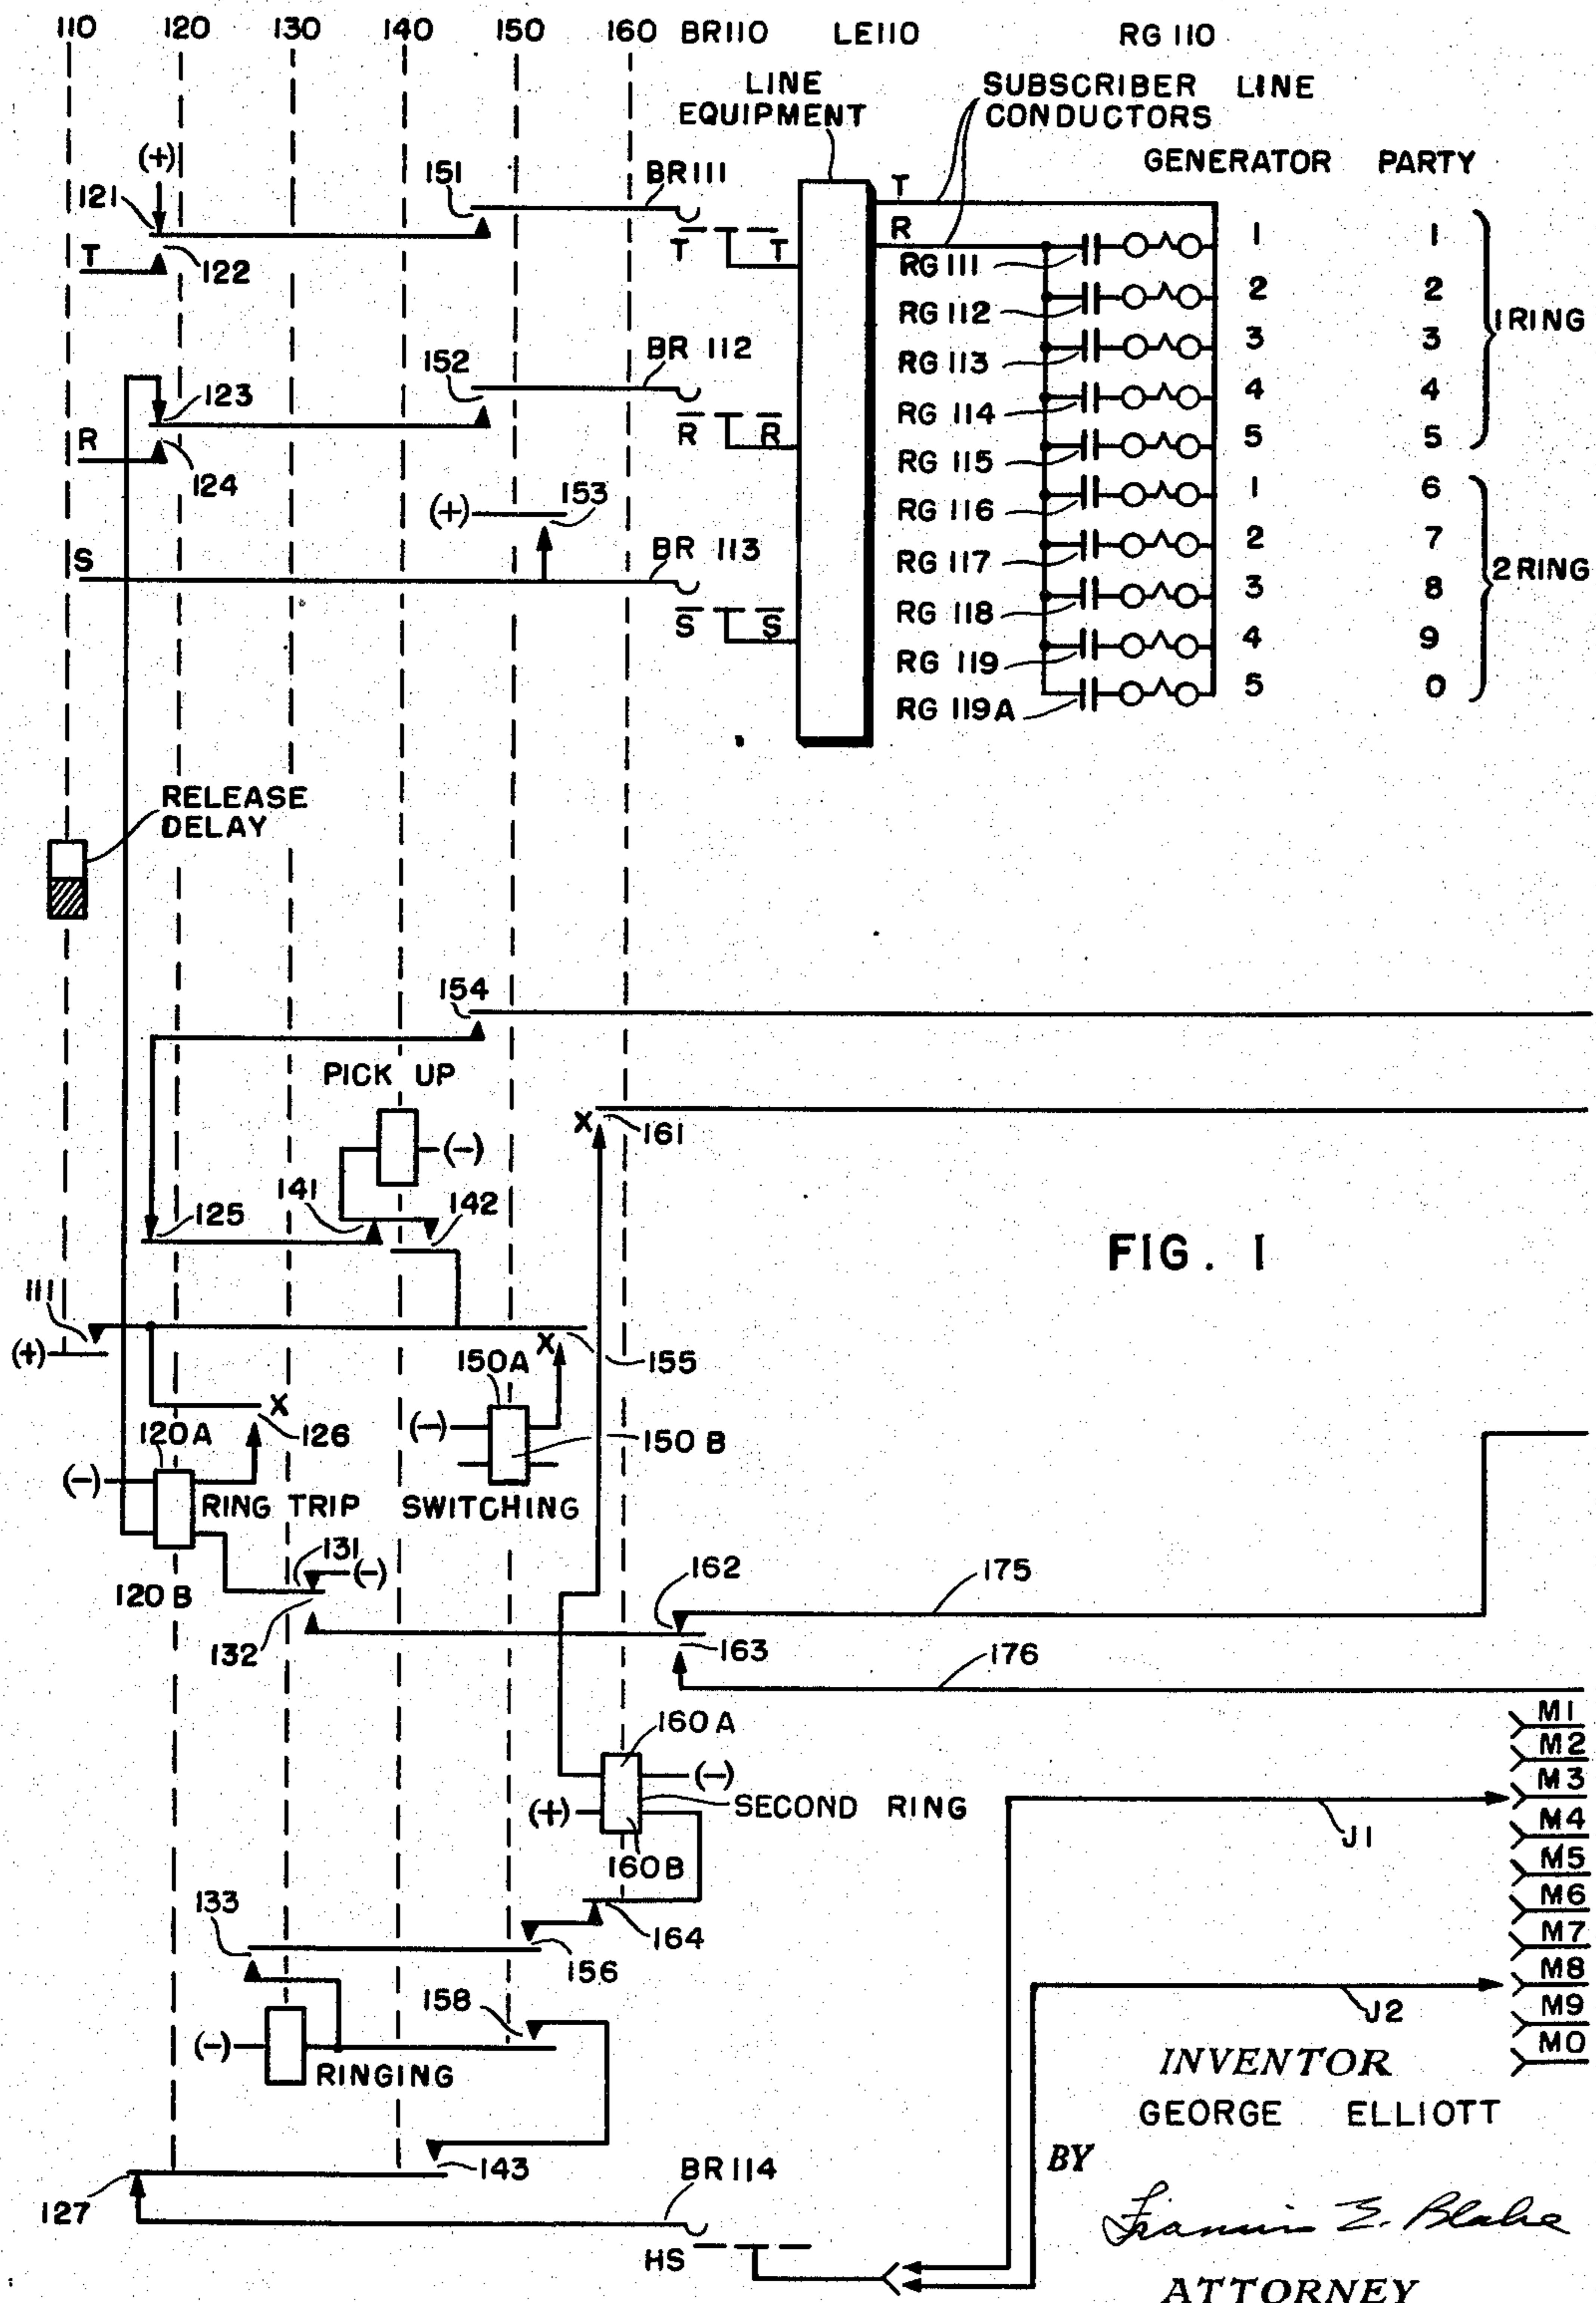 110 120 130 140 150 160 BR110 LE110 RG 110
LINE EQUIPMENT
SUBSCRIBER LINE CONDUCTORS
GENERATOR PARTY
(+)
121
151
BR111
T
T
122
T T
R
RG 111 1 1
RG 112 2 2
RG 113 3 3
RG 114 4 4
RG 115 5 5
1 RING
RG 116 1 6
RG 117 2 7
RG 118 3 8
RG 119 4 9
RG 119A 5 0
2 RING
152
BR 112
123
R
124
R R
(+)
153
S
BR 113
S S
RELEASE
DELAY
154
PICK UP
(-)
X
161
141
142
125
FIG. 1
111
(+)
X
155
150A
X
126
(-)
150 B
120A
(-)
RING TRIP
SWITCHING
131
(-)
120 B
132
162
175
163
176
160A
(-)
(+)
SECOND RING
160B
J1
M1
M2
M3
M4
M5
M6
M7
M8
M9
M0
133
164
156
158
(-)
RINGING
J2
INVENTOR
GEORGE ELLIOTT
143
127
BR114
HS
BY
Francis E. Blake
ATTORNEY